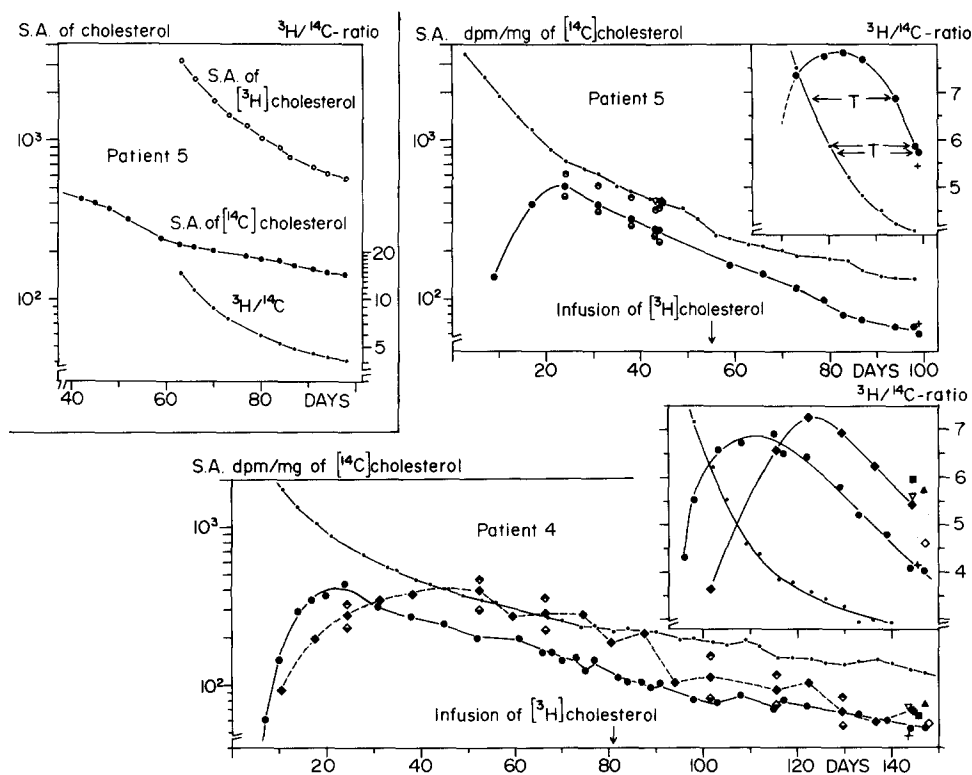 S.A. of cholesterol ³H/¹⁴C-ratio
S.A. of
[³H]cholesterol
10³
Patient 5
S.A. of [¹⁴C]cholesterol
20
10² 10
³H/¹⁴C
5
40 60 80 DAYS
S.A. dpm/mg of [¹⁴C]cholesterol ³H/¹⁴C-ratio
Patient 5
7
T
10³
6
T
5
10²
Infusion of [³H]cholesterol
20 40 60 80 DAYS 100
³H/¹⁴C-ratio
S.A. dpm/mg of [¹⁴C]cholesterol
7
10³
Patient 4
6
5
4
10²
Infusion of [³H]cholesterol
20 40 60 80 100 120 DAYS 140